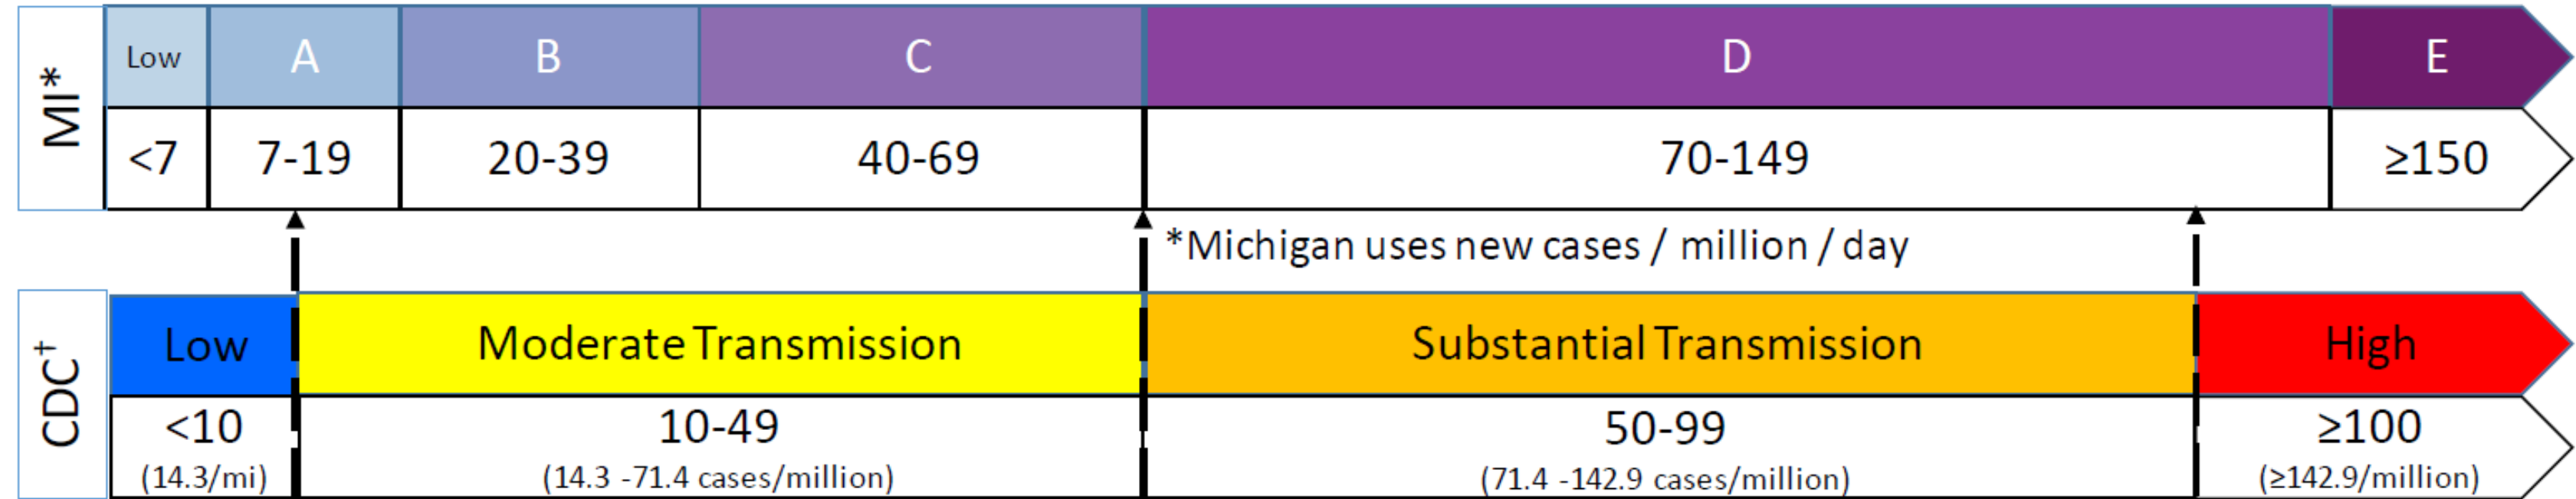 MI*
Low A B C D E
<7 7-19 20-39 40-69 70-149 ≥150
*Michigan uses new cases / million / day
CDC†
Low Moderate Transmission Substantial Transmission High
<10 10-49 50-99 ≥100
(14.3/mi) (14.3 -71.4 cases/million) (71.4 -142.9 cases/million) (≥142.9/million)